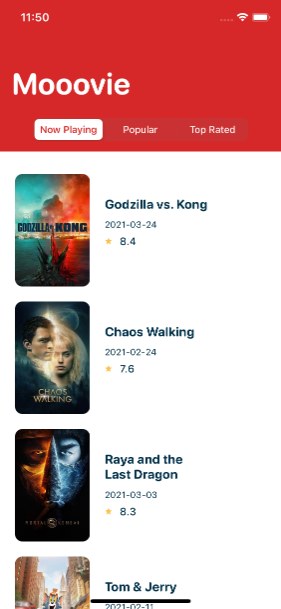 11:50
Mooovie
Now Playing
Popular
Top Rated
GODZILLA KONG
Godzilla vs. Kong
2021-03-24
8.4
CHAOS
WALKING
Chaos Walking
2021-02-24
7.6
MORTAL KOMBAT
Raya and the
Last Dragon
2021-03-03
8.3
Tom & Jerry
2021-02-11